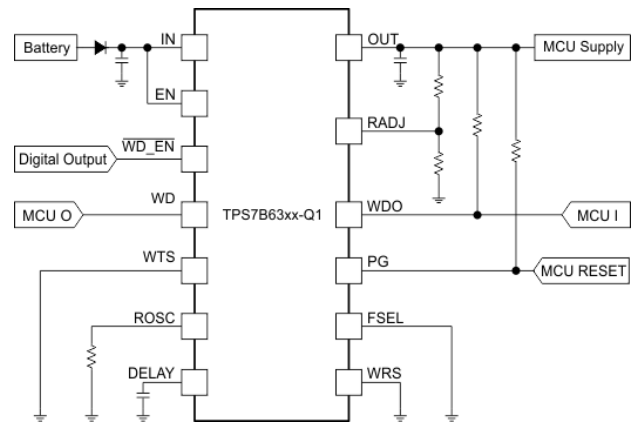 Battery
IN
OUT
MCU Supply
EN
RADJ
Digital Output
WD_EN
MCU O
WD
TPS7B63xx-Q1
WDO
MCU I
WTS
PG
MCU RESET
ROSC
FSEL
DELAY
WRS